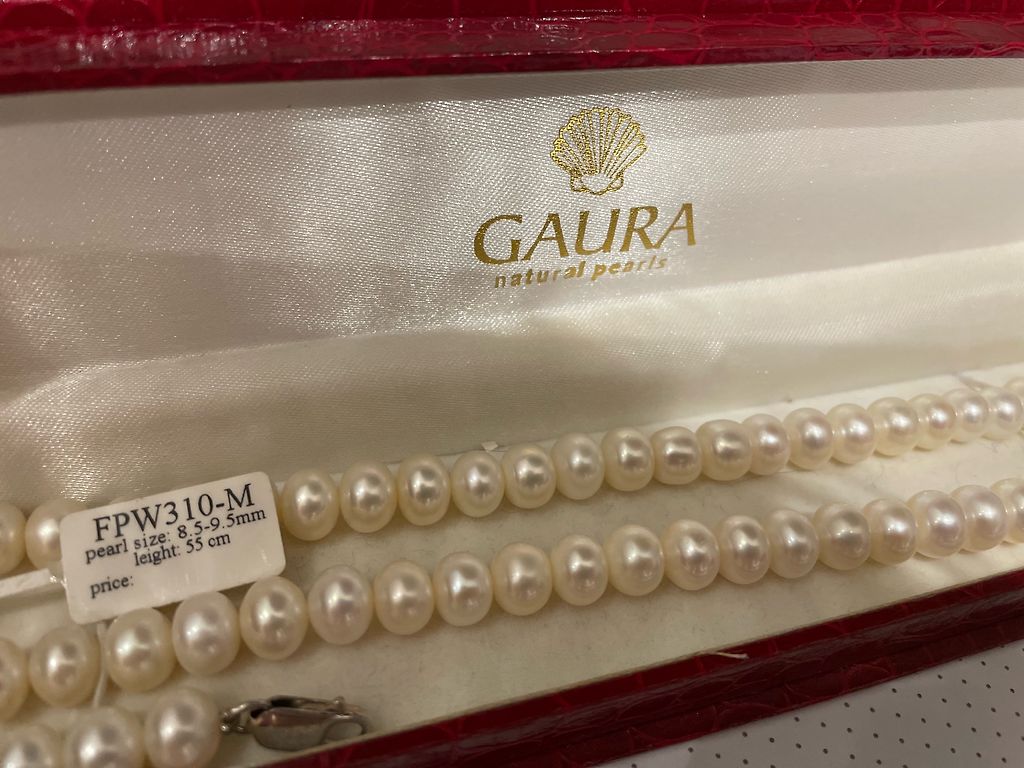 GAURA
natural pearls
FPW310-M
pearl size: 8.5-9.5mm
leight: 55 cm
price: